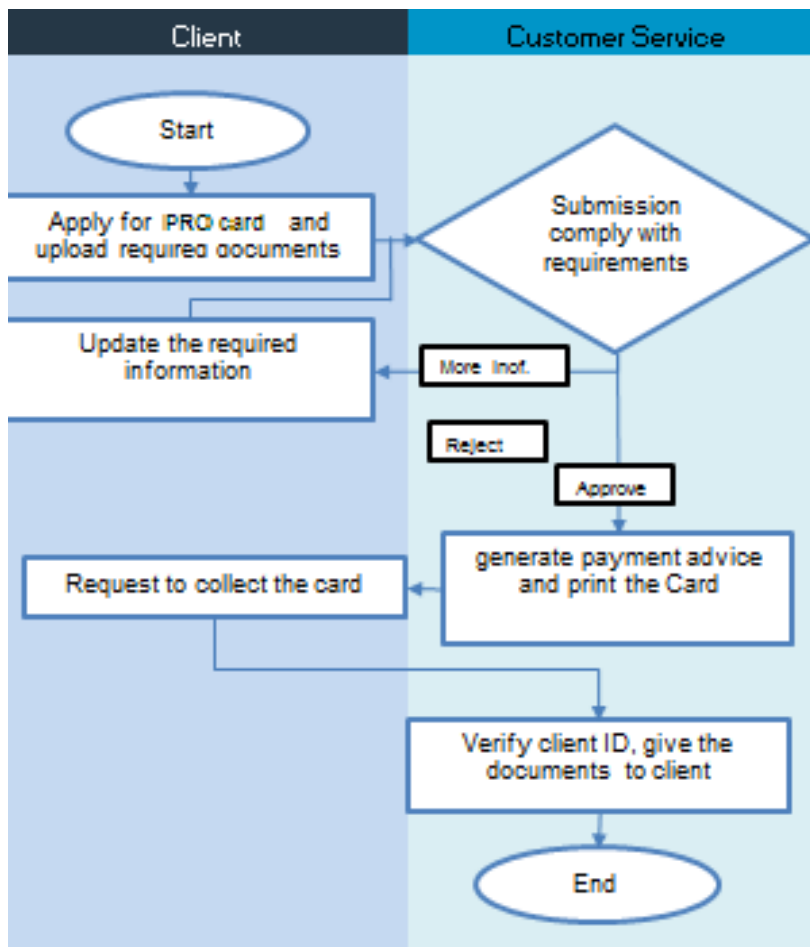 Client
Customer Service
Start
Apply for IPRO card and
upload required documents
Submission
comply with
requirements
Update the required
information
More Inof.
Reject
Approve
generate payment advice
and print the Card
Request to collect the card
Verify client ID, give the
documents to client
End